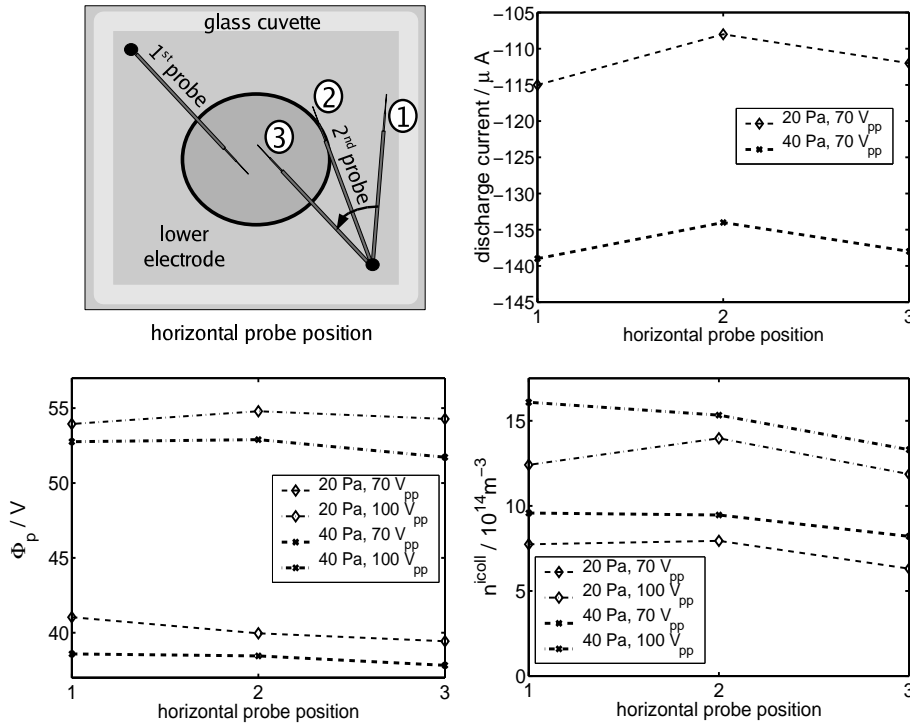 glass cuvette
1st probe
2
1
3
2nd probe
lower
electrode
horizontal probe position
discharge current / μ A
−105
−110
−115
−120
−125
−130
−135
−140
−145
20 Pa, 70 Vpp
40 Pa, 70 Vpp
1
2
3
horizontal probe position
Φp / V
55
50
45
40
20 Pa, 70 Vpp
20 Pa, 100 Vpp
40 Pa, 70 Vpp
40 Pa, 100 Vpp
1
2
3
horizontal probe position
n^icoll / 10^14 m^−3
15
10
5
0
20 Pa, 70 Vpp
20 Pa, 100 Vpp
40 Pa, 70 Vpp
40 Pa, 100 Vpp
1
2
3
horizontal probe position